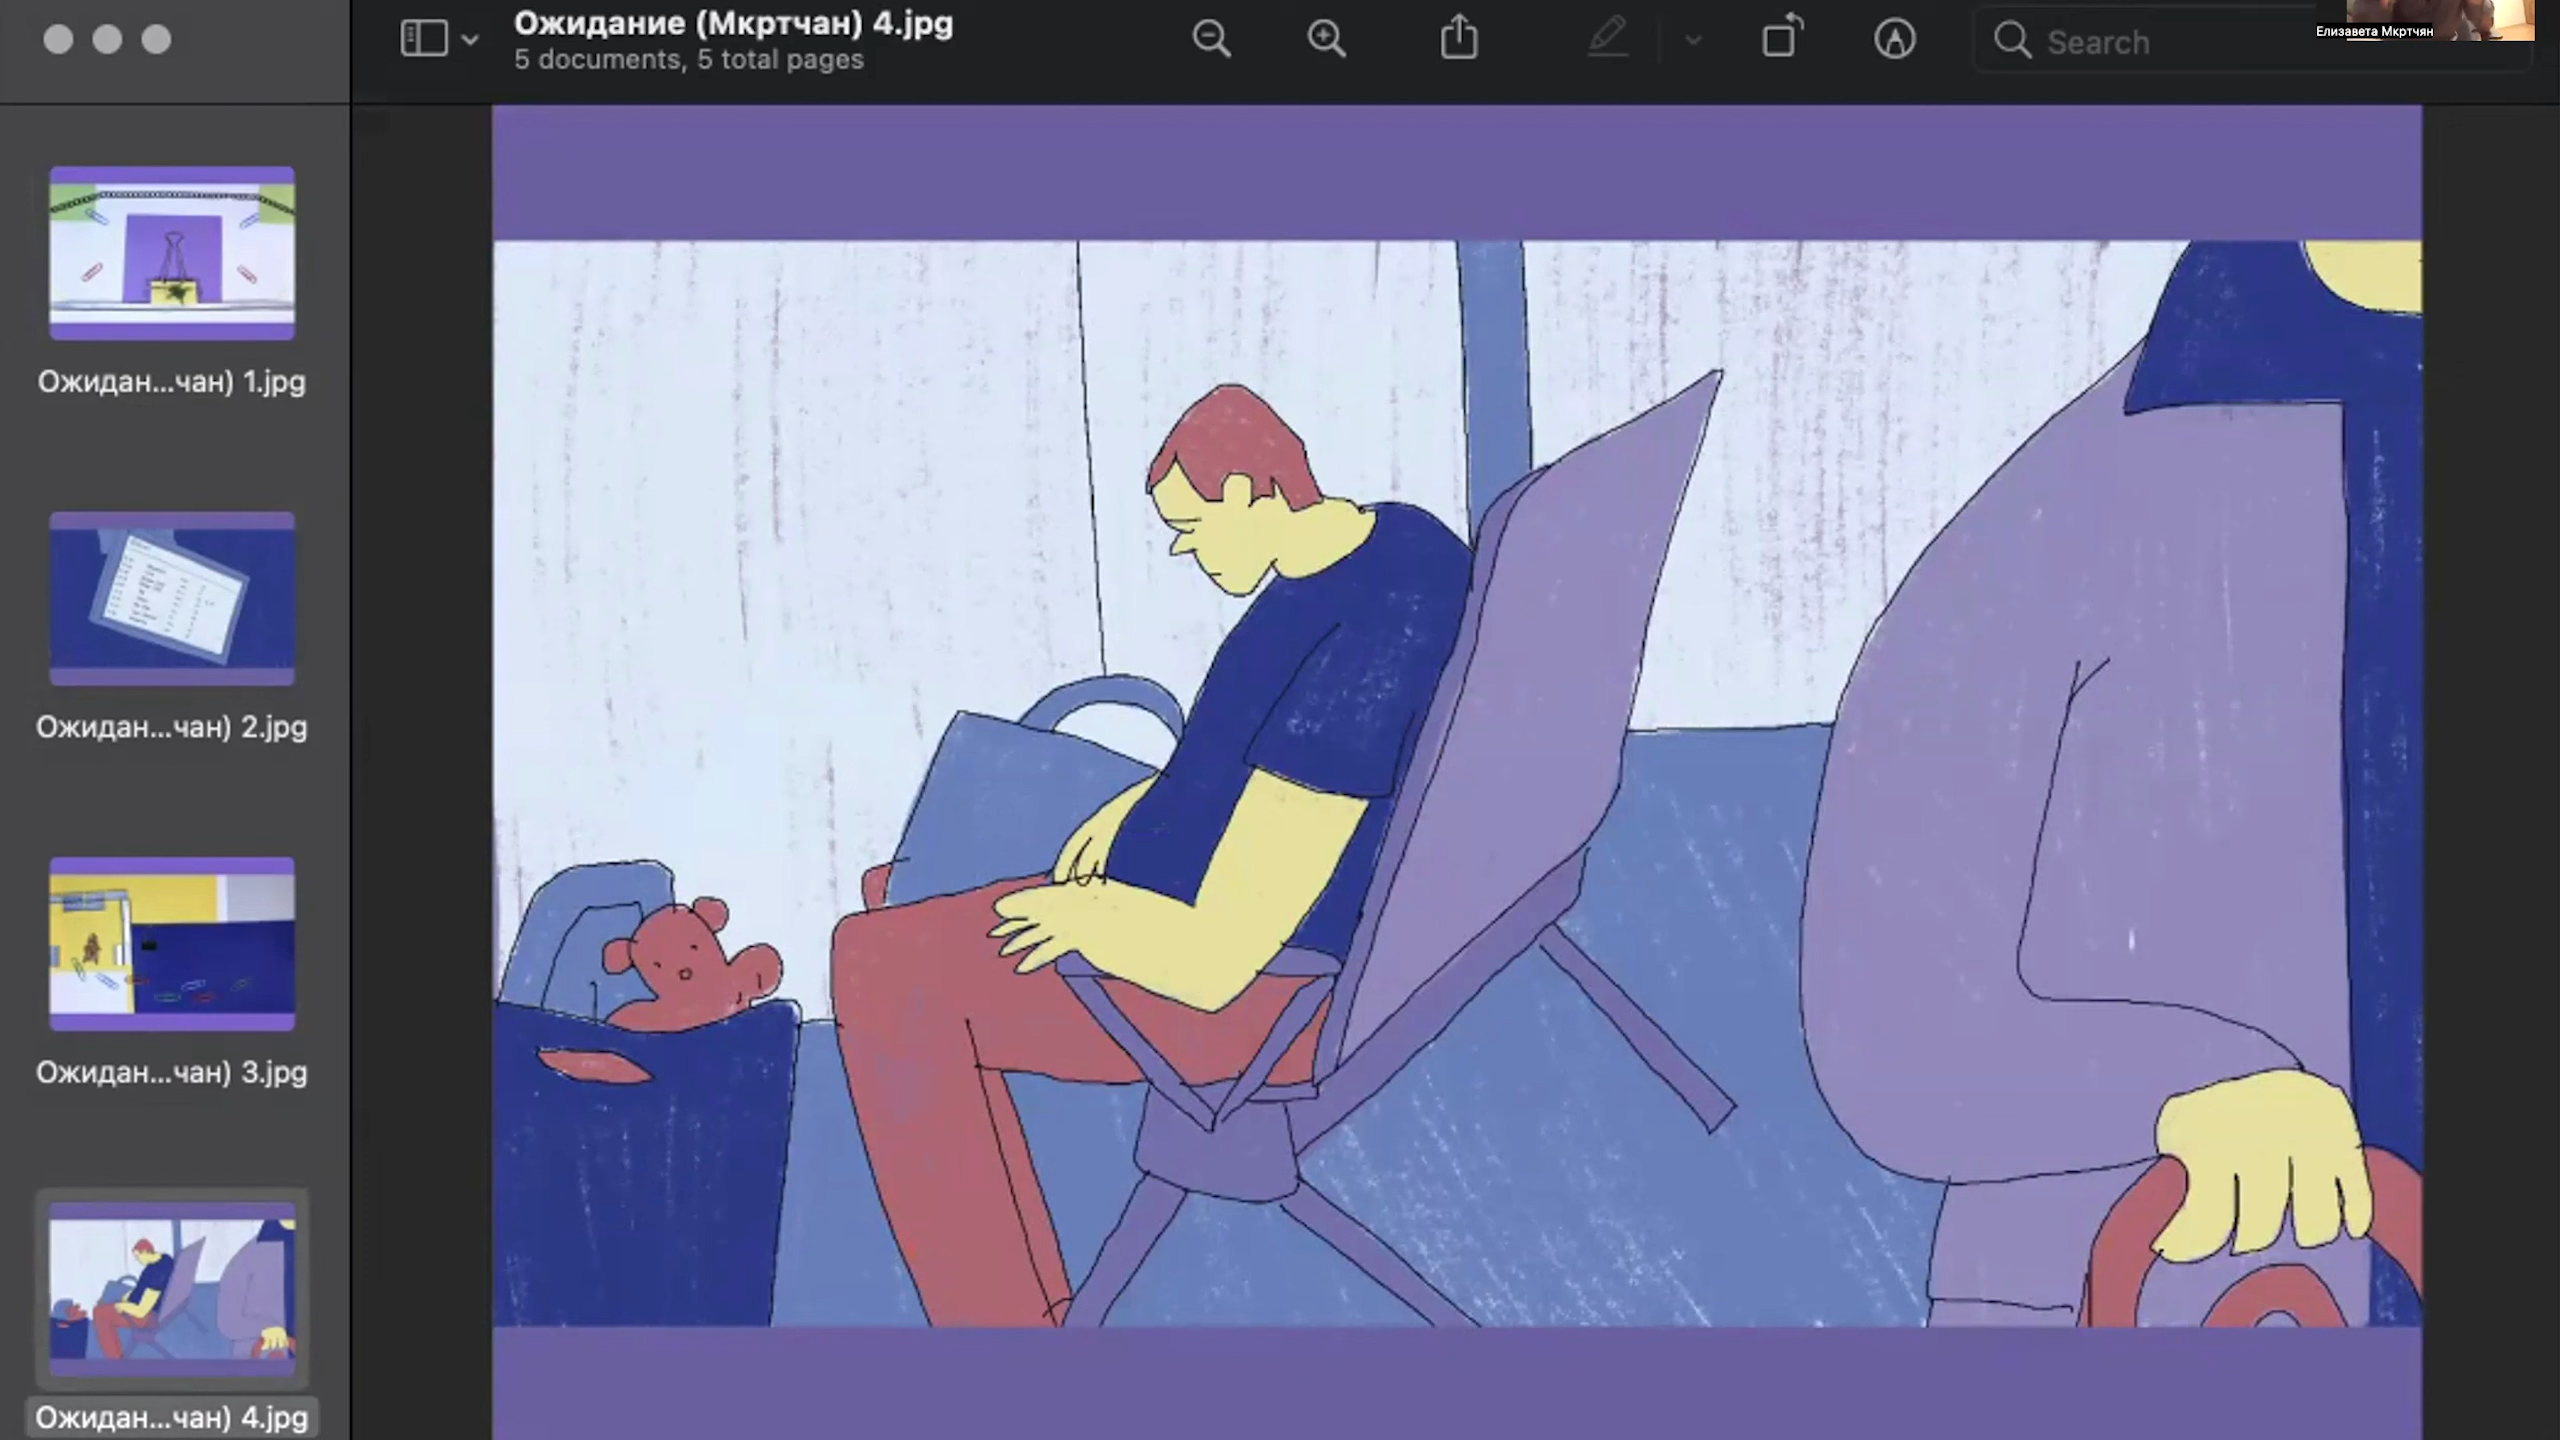 Ожидание (Мкртчан) 4.jpg
5 documents, 5 total pages
Search
Елизавета Мкртчян
Ожидан...чан) 1.jpg
Ожидан...чан) 2.jpg
Ожидан...чан) 3.jpg
Ожидан...чан) 4.jpg